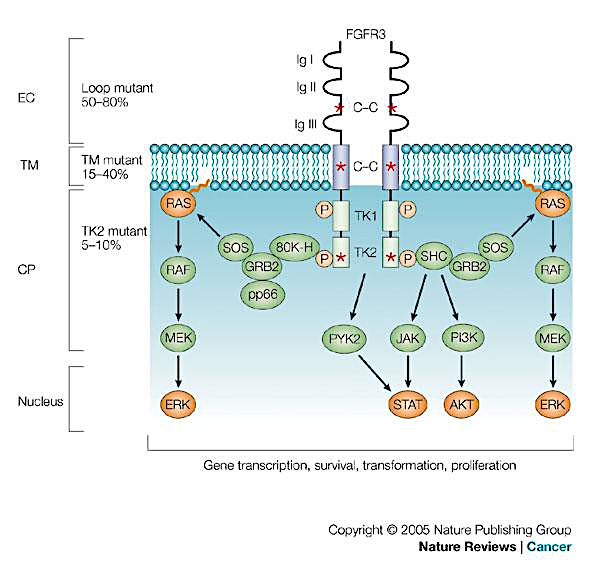 FGFR3
Ig I
Ig II
Ig III
C–C
C–C
EC
Loop mutant
50–80%
TM
TM mutant
15–40%
TK2 mutant
5–10%
CP
Nucleus
RAS
RAF
MEK
ERK
SOS
GRB2
80K-H
pp66
P
P
TK1
P
TK2
P
SHC
GRB2
SOS
RAS
RAF
MEK
ERK
PYK2
JAK
PI3K
STAT
AKT
Gene transcription, survival, transformation, proliferation
Copyright © 2005 Nature Publishing Group
Nature Reviews | Cancer